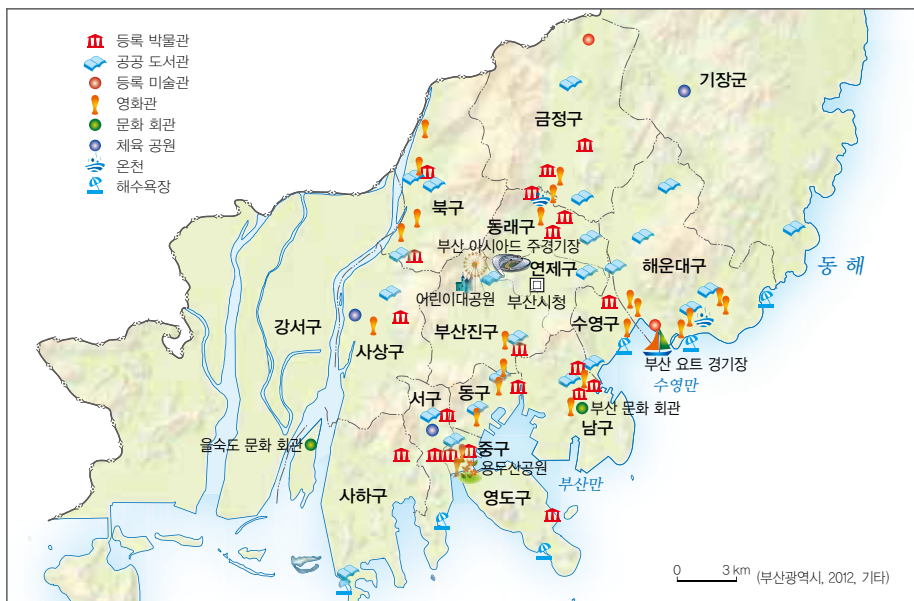 등록 박물관
공공 도서관
등록 미술관
영화관
문화 회관
체육 공원
온천
해수욕장
기장군
금정구
북구
동래구
부산 아시아드 주경기장
연제구
해운대구
동해
어린이대공원
부산시청
강서구
수영구
부산진구
사상구
부산 요트 경기장
수영만
서구
동구
부산 문화 회관
남구
을숙도 문화 회관
중구
용두산공원
부산만
사하구
영도구
0 3 km (부산광역시, 2012, 기타)